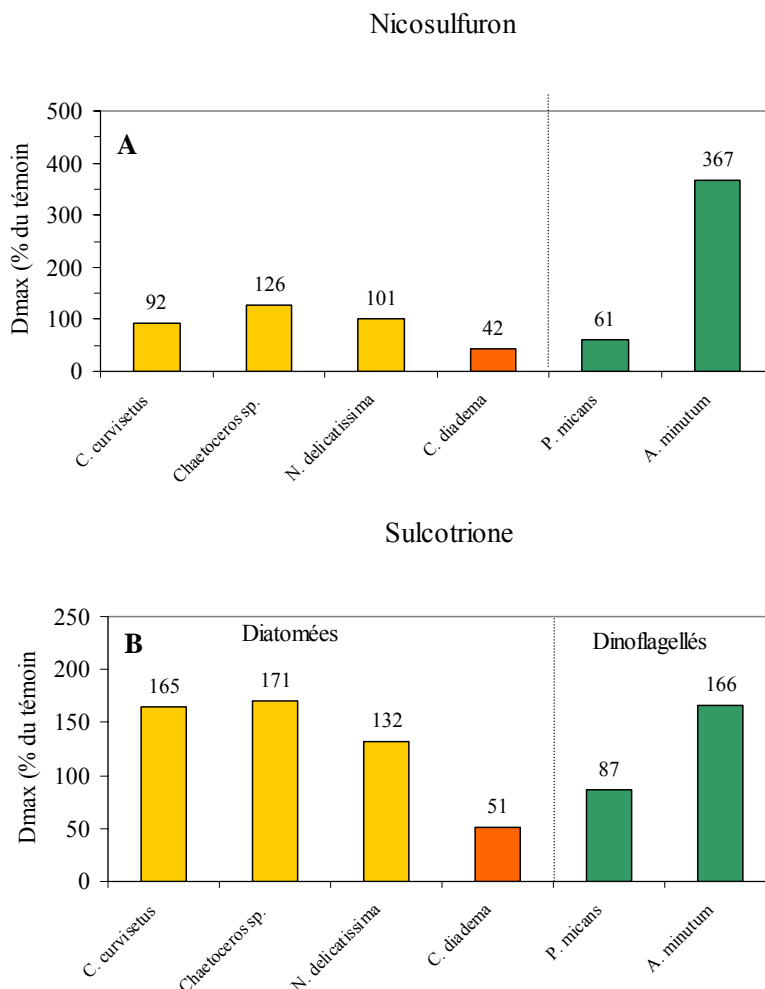 Nicosulfuron
A
Dmax (% du témoin
500
400
300
200
100
0
92
126
101
42
61
367
C. curvisetus
Chaetoceros sp.
N. delicatissima
C. diadema
P. micans
A. minutum
Sulcotrione
B
Diatomées
Dinoflagellés
Dmax (% du témoin
250
200
150
100
50
0
165
171
132
51
87
166
C. curvisetus
Chaetoceros sp.
N. delicatissima
C. diadema
P. micans
A. minutum